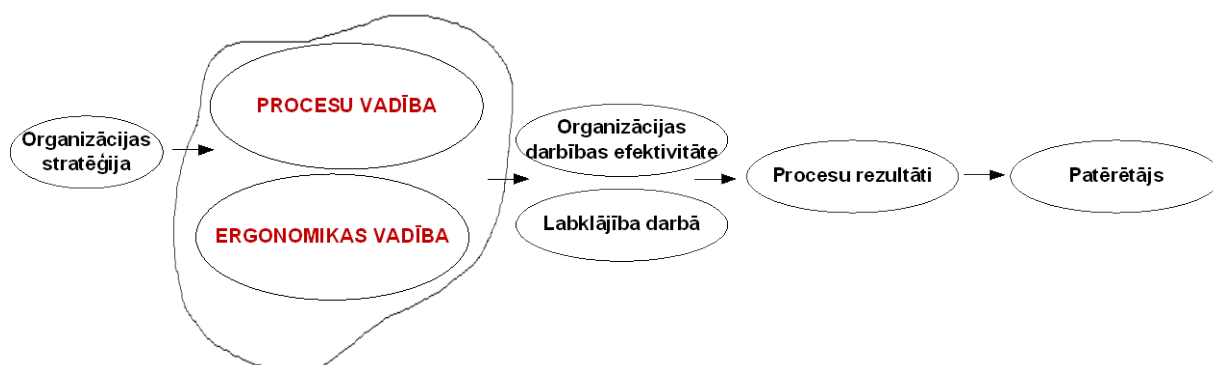 Organizācijas
stratēģija
PROCESU VADĪBA
ERGONOMIKAS VADĪBA
Organizācijas
darbības efektivitāte
Labklājība darbā
Procesu rezultāti
Patērētājs